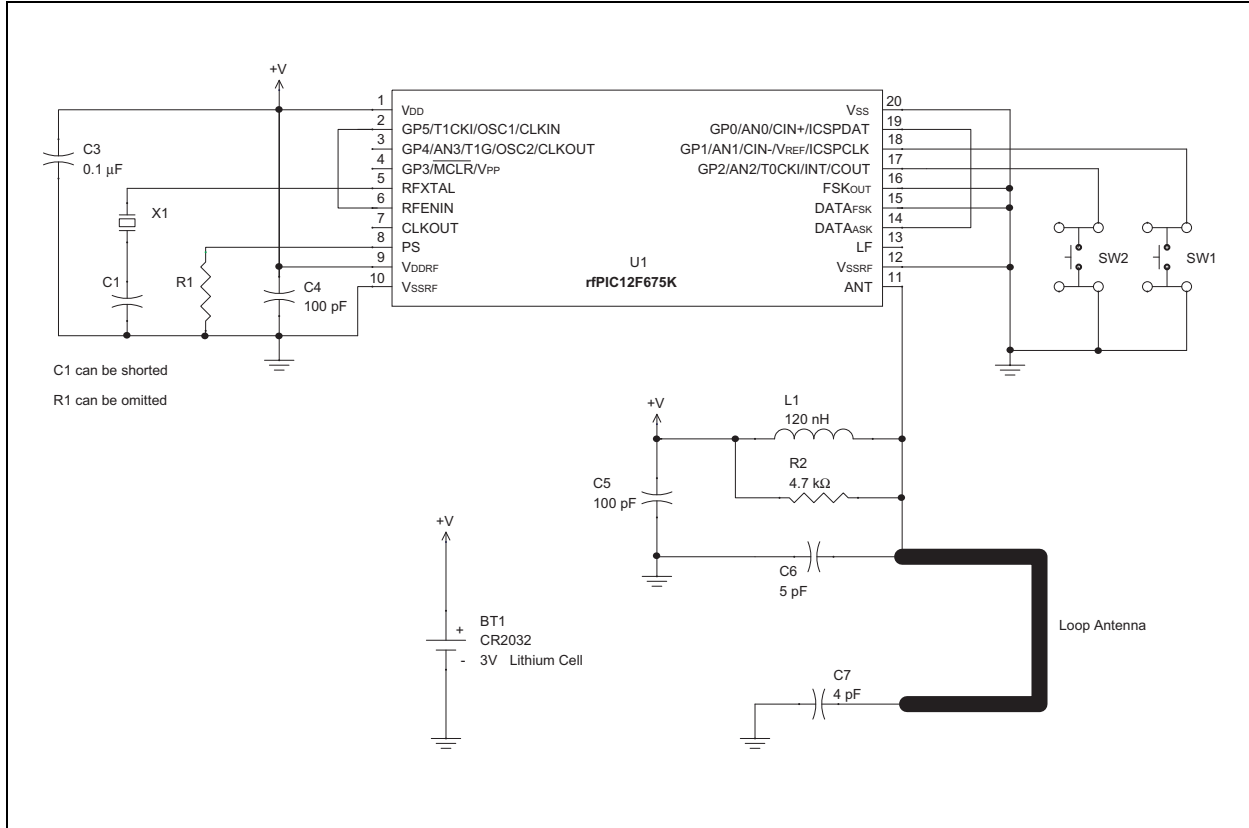 +V
1 VDD
2 GP5/T1CKI/OSC1/CLKIN
3 GP4/AN3/T1G/OSC2/CLKOUT
4 GP3/MCLR/VPP
5 RFXTAL
6 RFENIN
7 CLKOUT
8 PS
9 VDDRF
10 VSSRF
VSS 20
GP0/AN0/CIN+/ICSPDAT 19
GP1/AN1/CIN-/VREF/ICSPCLK 18
GP2/AN2/T0CKI/INT/COUT 17
FSKOUT 16
DATAFSK 15
DATAASK 14
LF 13
VSSRF 12
ANT 11
U1
rfPIC12F675K
C3
0.1 µF
X1
C1
R1
C4
100 pF
SW2
SW1
C1 can be shorted
R1 can be omitted
+V
L1
120 nH
R2
4.7 kΩ
C5
100 pF
C6
5 pF
Loop Antenna
C7
4 pF
+V
+
BT1
CR2032
- 3V Lithium Cell